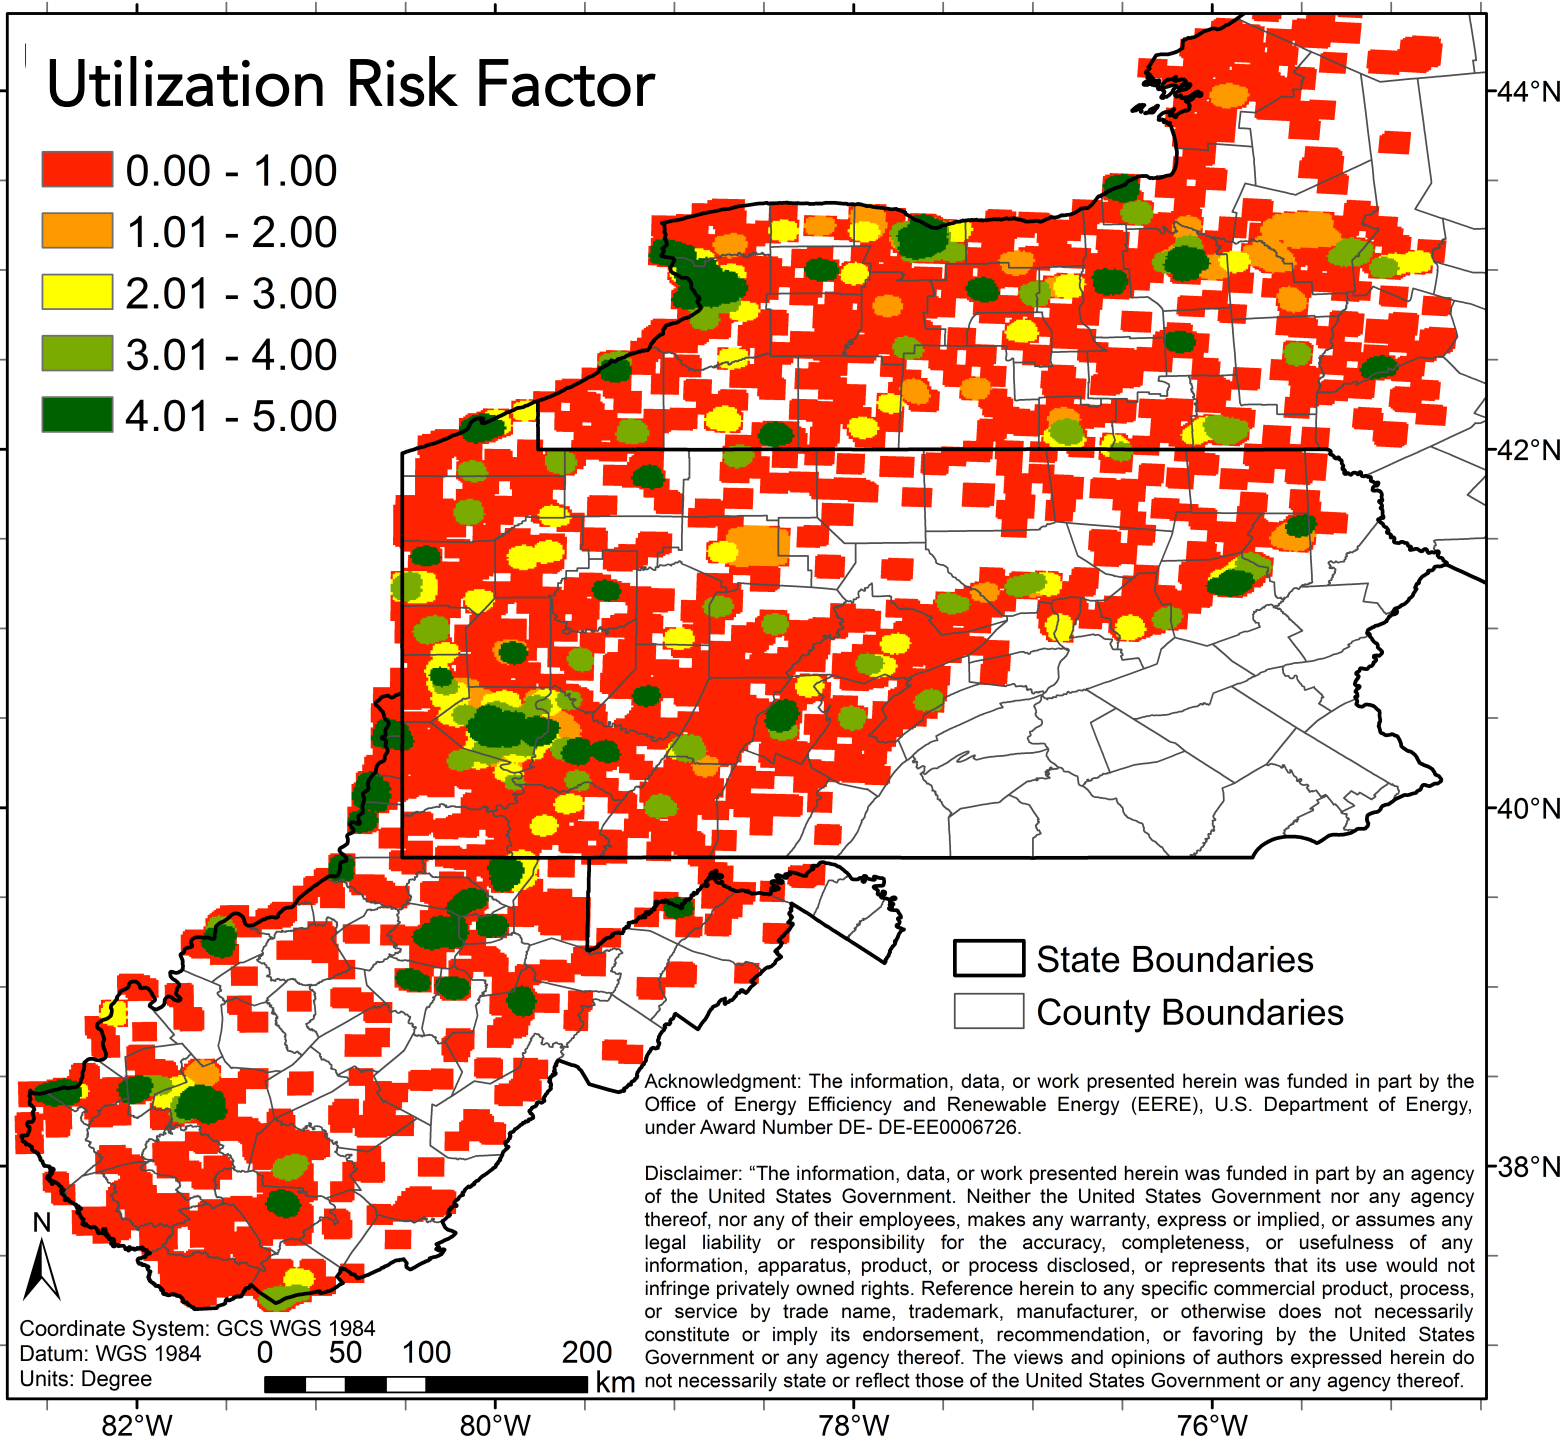 Utilization Risk Factor
0.00 - 1.00
1.01 - 2.00
2.01 - 3.00
3.01 - 4.00
4.01 - 5.00
44°N
42°N
40°N
38°N
State Boundaries
County Boundaries
Acknowledgment: The information, data, or work presented herein was funded in part by the
Office of Energy Efficiency and Renewable Energy (EERE), U.S. Department of Energy,
under Award Number DE- DE-EE0006726.
Disclaimer: “The information, data, or work presented herein was funded in part by an agency
of the United States Government. Neither the United States Government nor any agency
thereof, nor any of their employees, makes any warranty, express or implied, or assumes any
legal liability or responsibility for the accuracy, completeness, or usefulness of any
information, apparatus, product, or process disclosed, or represents that its use would not
infringe privately owned rights. Reference herein to any specific commercial product, process,
or service by trade name, trademark, manufacturer, or otherwise does not necessarily
constitute or imply its endorsement, recommendation, or favoring by the United States
Government or any agency thereof. The views and opinions of authors expressed herein do
not necessarily state or reflect those of the United States Government or any agency thereof.
N
Coordinate System: GCS WGS 1984
Datum: WGS 1984
Units: Degree
0 50 100 200
km
82°W 80°W 78°W 76°W